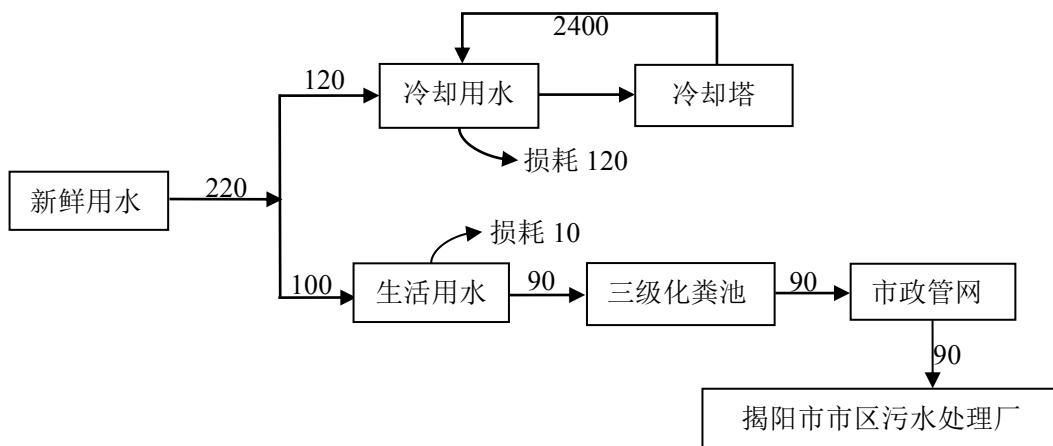 2400
120
冷却用水
冷却塔
损耗 120
新鲜用水
220
损耗 10
100
生活用水
90
三级化粪池
90
市政管网
90
揭阳市市区污水处理厂